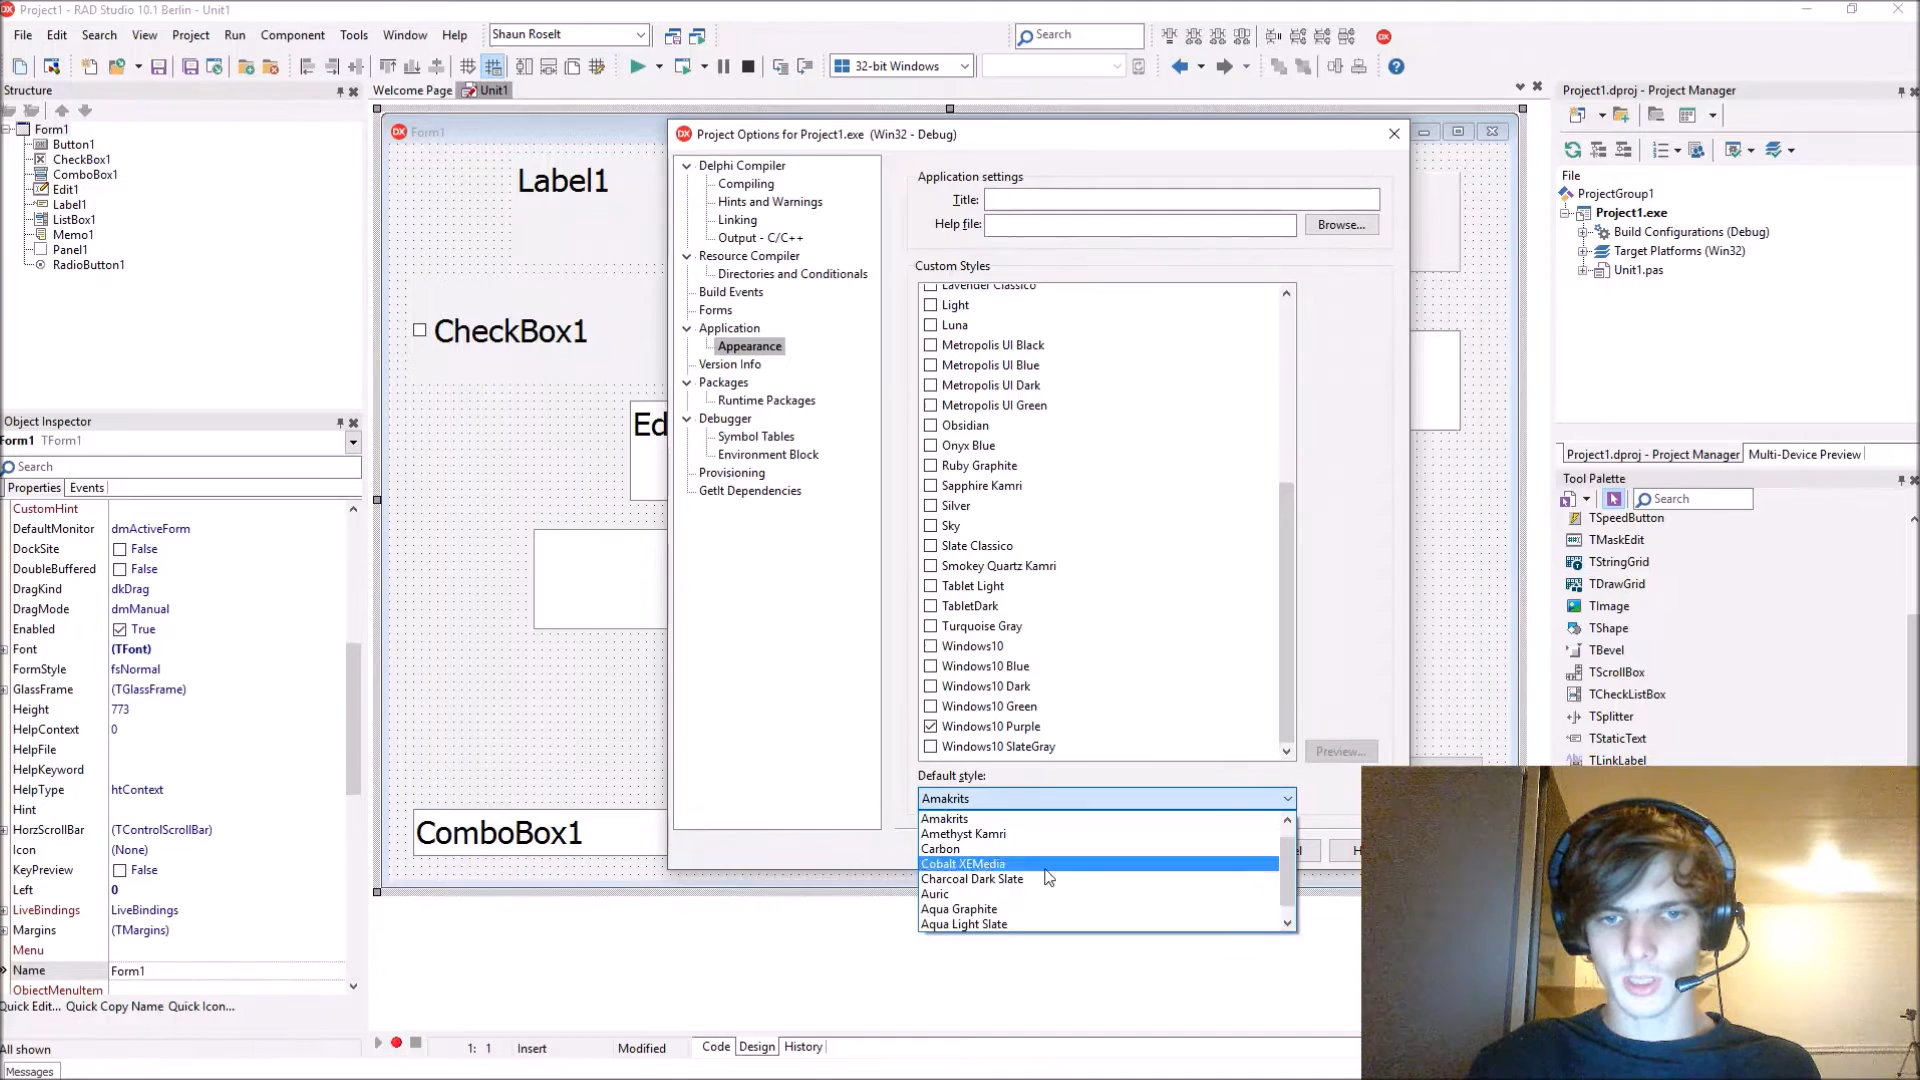 Project1 - RAD Studio 10.1 Berlin - Unit1
File Edit Search View Project Run Component Tools Window Help
Shaun Roselt
Search
32-bit Windows
Structure
Form1
Button1
CheckBox1
ComboBox1
Edit1
Label1
ListBox1
Memo1
Panel1
RadioButton1
Object Inspector
Form1 TForm1
Search
Properties Events
CustomHint
DefaultMonitor dmActiveForm
DockSite False
DoubleBuffered False
DragKind dkDrag
DragMode dmManual
Enabled True
Font (TFont)
FormStyle fsNormal
GlassFrame (TGlassFrame)
Height 773
HelpContext 0
HelpFile
HelpKeyword
HelpType htContext
Hint
HorzScrollBar (TControlScrollBar)
Icon (None)
KeyPreview False
Left 0
LiveBindings LiveBindings
Margins (TMargins)
Menu
Name Form1
ObjectMenuItem
Quick Edit... Quick Copy Name Quick Icon...
All shown
Messages
Welcome Page Unit1
Form1
Label1
CheckBox1
Ed
ComboBox1
1: 1 Insert Modified Code Design History
Project Options for Project1.exe (Win32 - Debug)
Delphi Compiler
Compiling
Hints and Warnings
Linking
Output - C/C++
Resource Compiler
Directories and Conditionals
Build Events
Forms
Application
Appearance
Version Info
Packages
Runtime Packages
Debugger
Symbol Tables
Environment Block
Provisioning
GetIt Dependencies
Application settings
Title:
Help file:
Browse...
Custom Styles
Lavender Classico
Light
Luna
Metropolis UI Black
Metropolis UI Blue
Metropolis UI Dark
Metropolis UI Green
Obsidian
Onyx Blue
Ruby Graphite
Sapphire Kamri
Silver
Sky
Slate Classico
Smokey Quartz Kamri
Tablet Light
TabletDark
Turquoise Gray
Windows10
Windows10 Blue
Windows10 Dark
Windows10 Green
Windows10 Purple
Windows10 SlateGray
Preview...
Default style:
Amakrits
Amakrits
Amethyst Kamri
Carbon
Cobalt XEMedia
Charcoal Dark Slate
Auric
Aqua Graphite
Aqua Light Slate
Project1.dproj - Project Manager
File
ProjectGroup1
Project1.exe
Build Configurations (Debug)
Target Platforms (Win32)
Unit1.pas
Project1.dproj - Project Manager Multi-Device Preview
Tool Palette
Search
TSpeedButton
TMaskEdit
TStringGrid
TDrawGrid
TImage
TShape
TBevel
TScrollBox
TCheckListBox
TSplitter
TStaticText
TLinkLabel